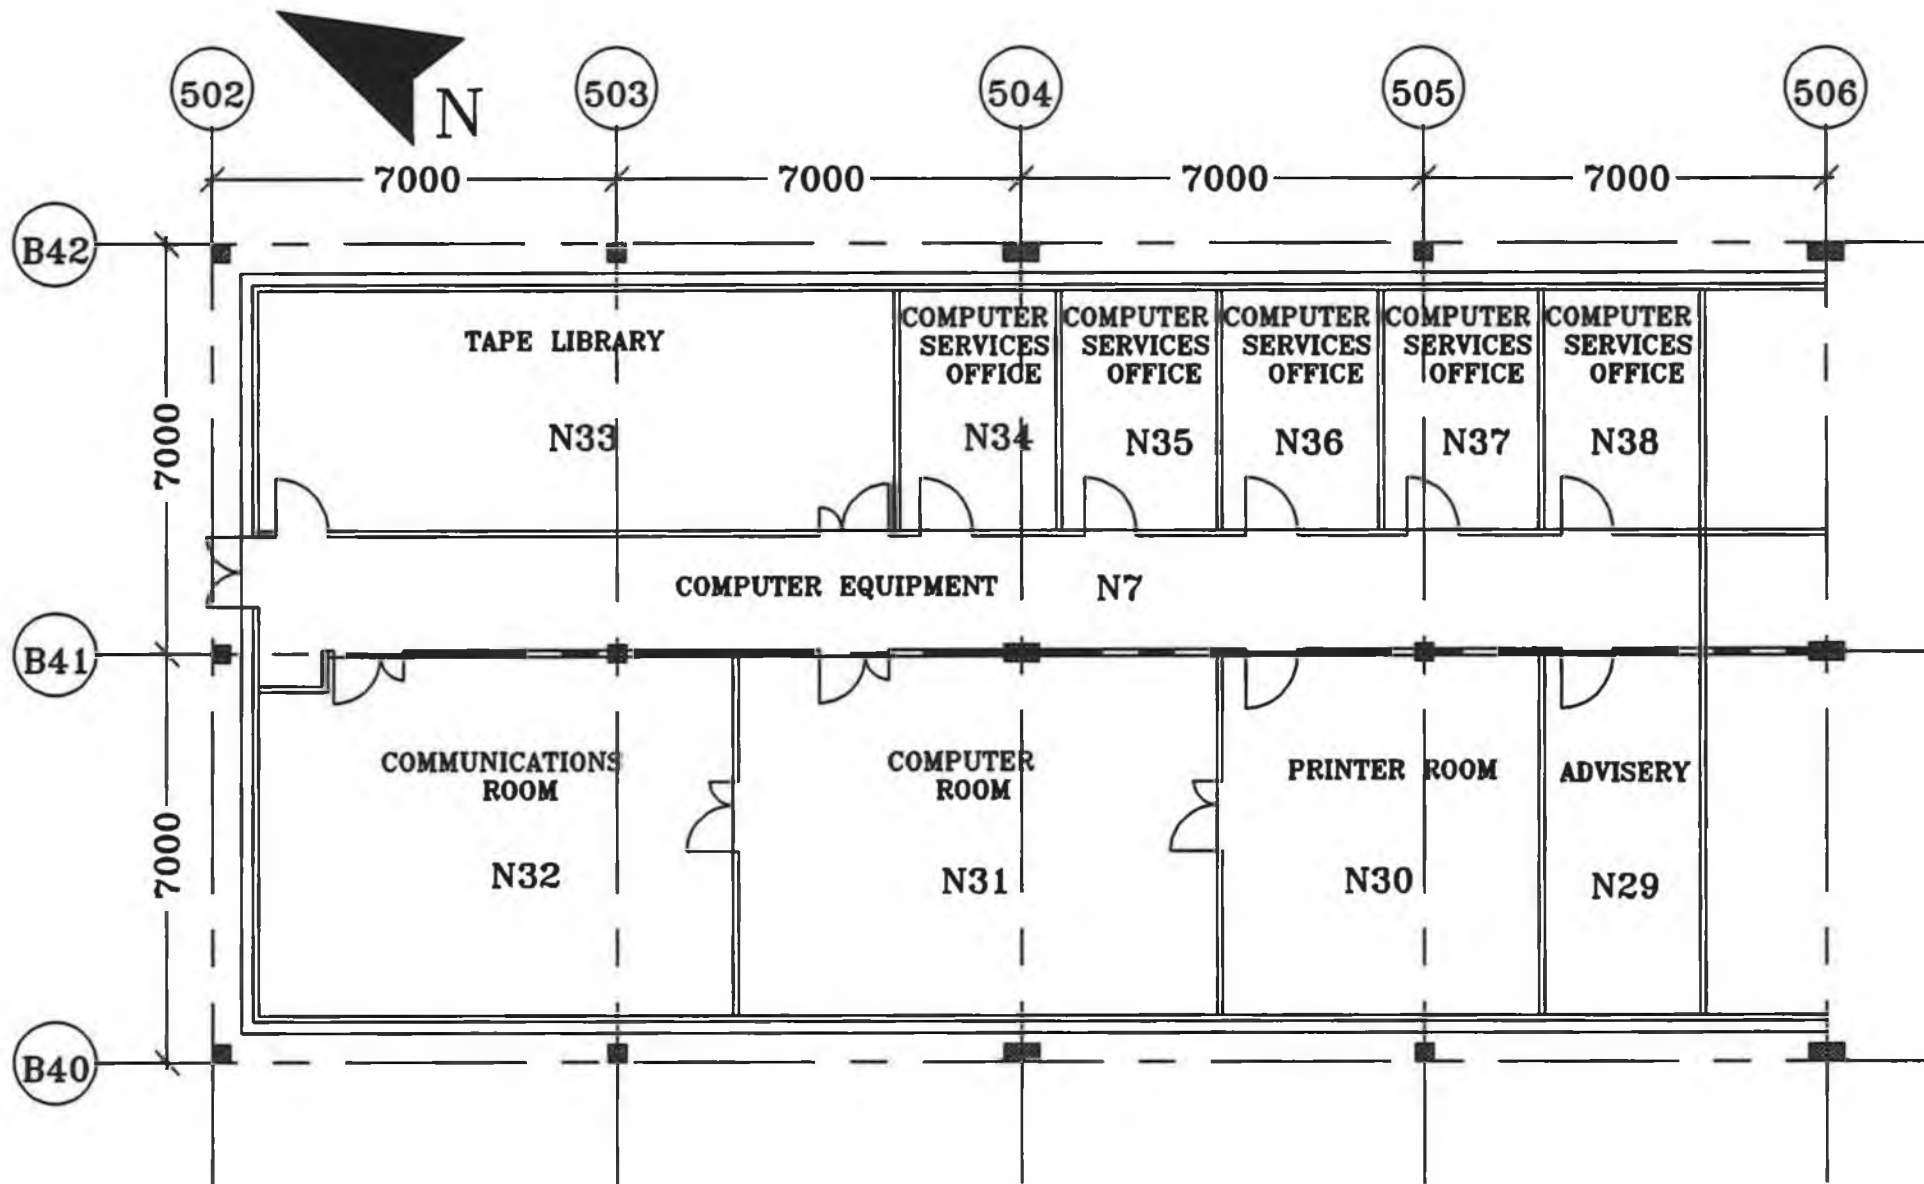 N
502
503
504
505
506
7000
7000
7000
7000
B42
7000
TAPE LIBRARY
N33
COMPUTER
SERVICES
OFFICE
N34
COMPUTER
SERVICES
OFFICE
N35
COMPUTER
SERVICES
OFFICE
N36
COMPUTER
SERVICES
OFFICE
N37
COMPUTER
SERVICES
OFFICE
N38
COMPUTER EQUIPMENT N7
B41
7000
COMMUNICATIONS
ROOM
N32
COMPUTER
ROOM
N31
PRINTER ROOM
N30
ADVISERY
N29
B40